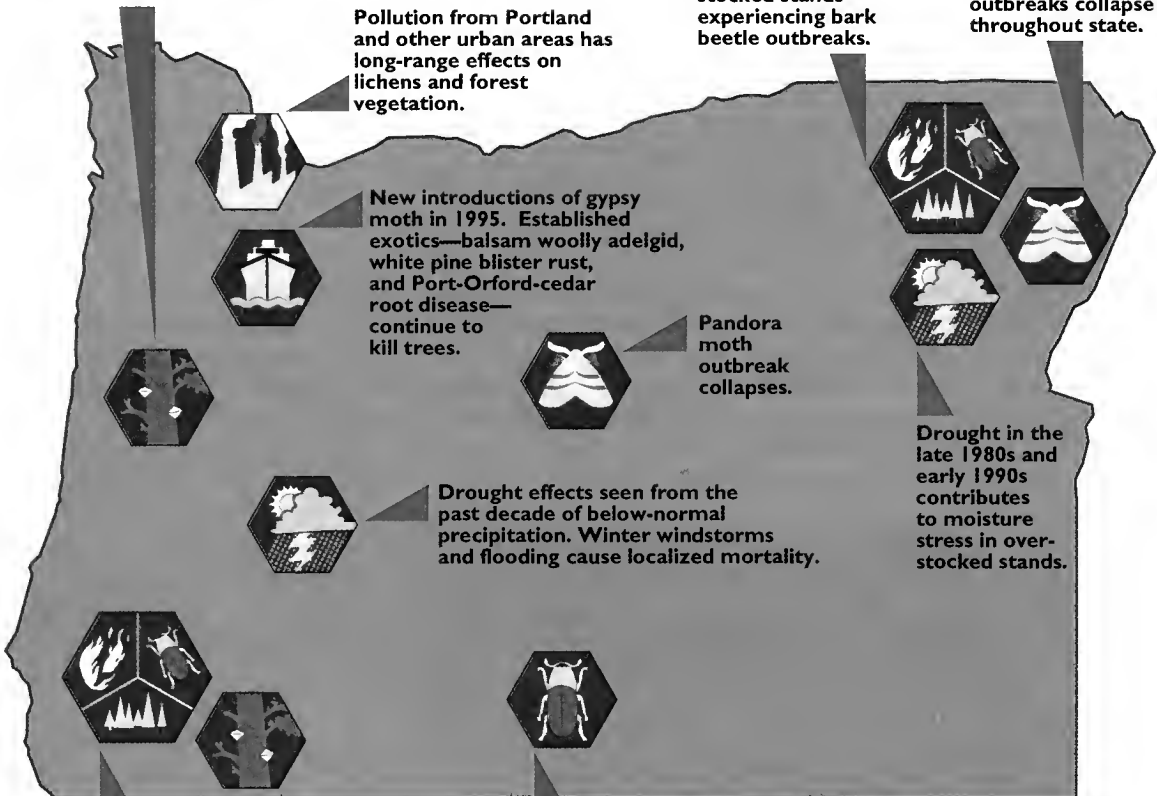 Pollution from Portland
and other urban areas has
long-range effects on
lichens and forest
vegetation.
stocked stands
experiencing bark
beetle outbreaks.
outbreaks collapse
throughout state.
New introductions of gypsy
moth in 1995. Established
exotics—balsam woolly adelgid,
white pine blister rust,
and Port-Orford-cedar
root disease—
continue to
kill trees.
Pandora
moth
outbreak
collapses.
Drought in the
late 1980s and
early 1990s
contributes
to moisture
stress in over-
stocked stands.
Drought effects seen from the
past decade of below-normal
precipitation. Winter windstorms
and flooding cause localized mortality.